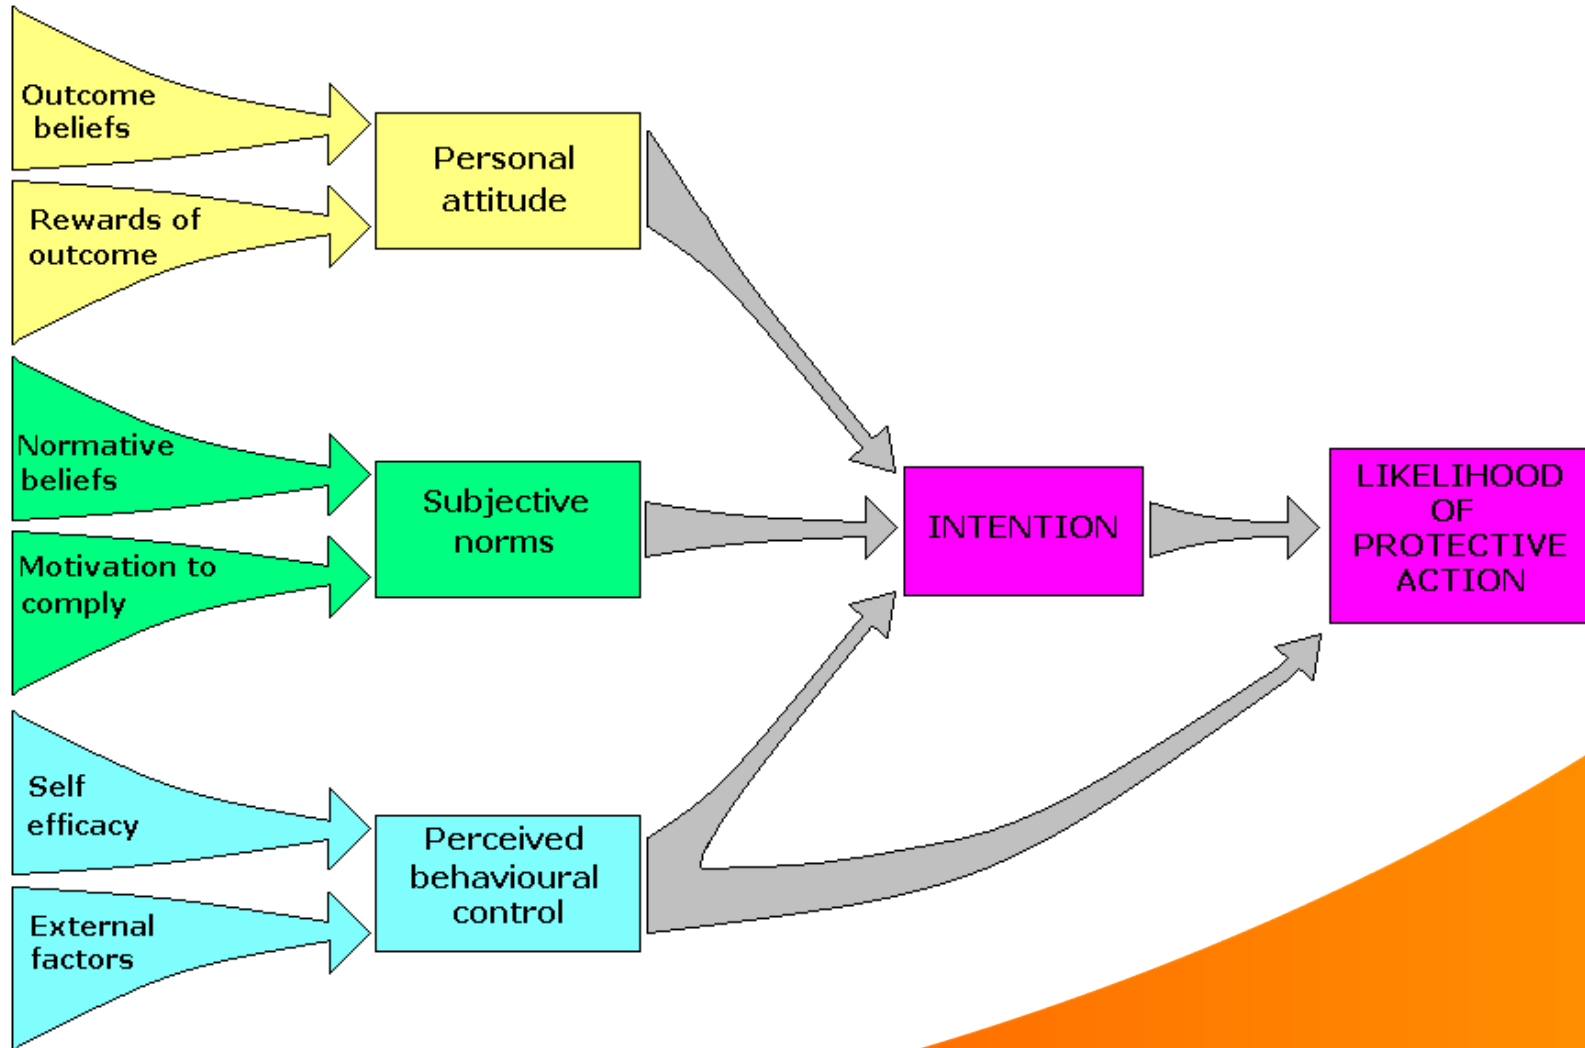 Outcome
beliefs
Rewards of
outcome
Personal
attitude
Normative
beliefs
Motivation to
comply
Subjective
norms
Self
efficacy
External
factors
Perceived
behavioural
control
INTENTION
LIKELIHOOD
OF
PROTECTIVE
ACTION